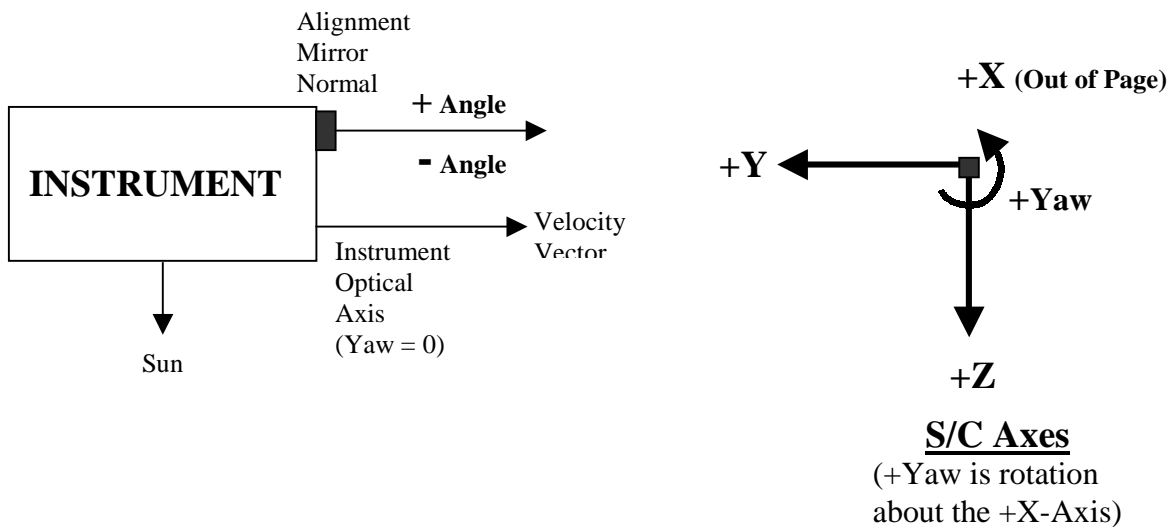 Alignment
Mirror
Normal
+ Angle
- Angle
INSTRUMENT
Velocity
Vector
Instrument
Optical
Axis
(Yaw = 0)
Sun
+X (Out of Page)
+Y
+Yaw
+Z
S/C Axes
(+Yaw is rotation
about the +X-Axis)